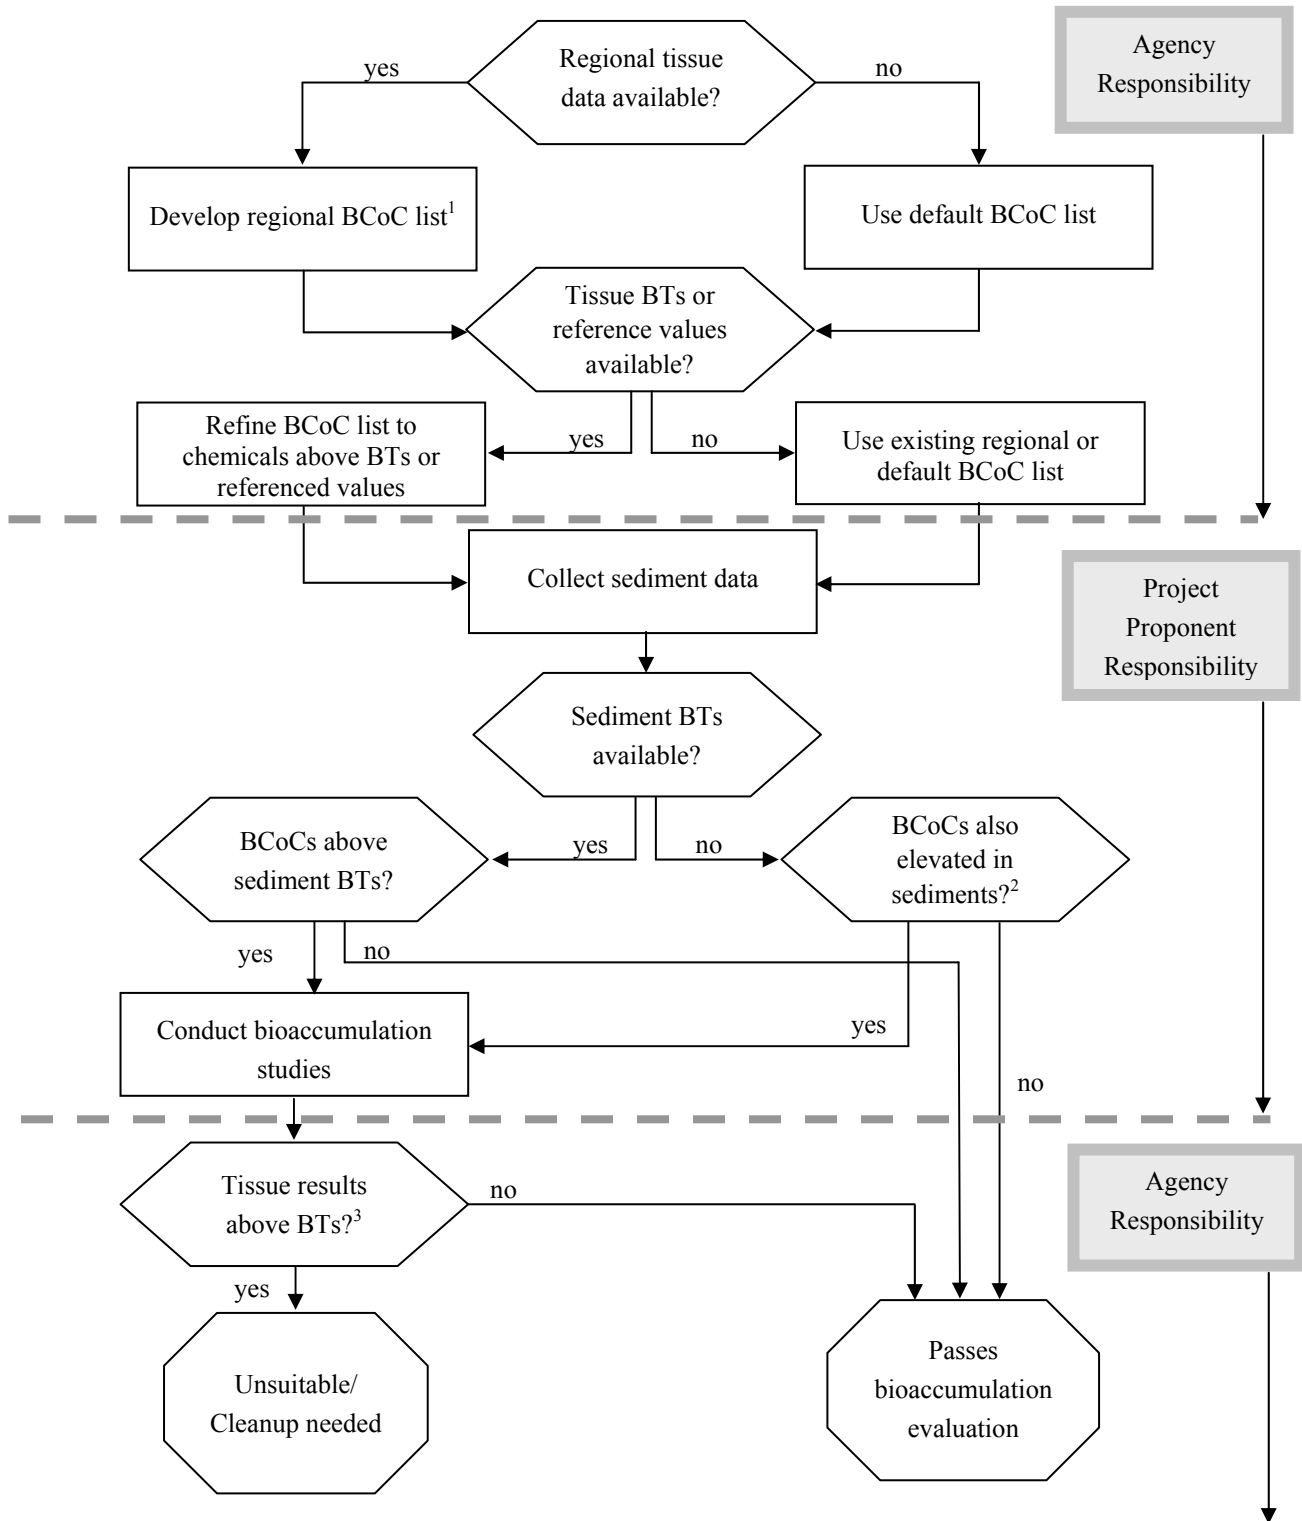 Regional tissue
data available?
yes
no
Agency
Responsibility
Develop regional BCoC list¹
Use default BCoC list
Tissue BTs or
reference values
available?
Refine BCoC list to
chemicals above BTs or
referenced values
yes
no
Use existing regional or
default BCoC list
Collect sediment data
Project
Proponent
Responsibility
Sediment BTs
available?
BCoCs above
sediment BTs?
yes
no
BCoCs also
elevated in
sediments?²
yes
no
Conduct bioaccumulation
studies
yes
no
Tissue results
above BTs?³
no
Agency
Responsibility
yes
Unsuitable/
Cleanup needed
Passes
bioaccumulation
evaluation